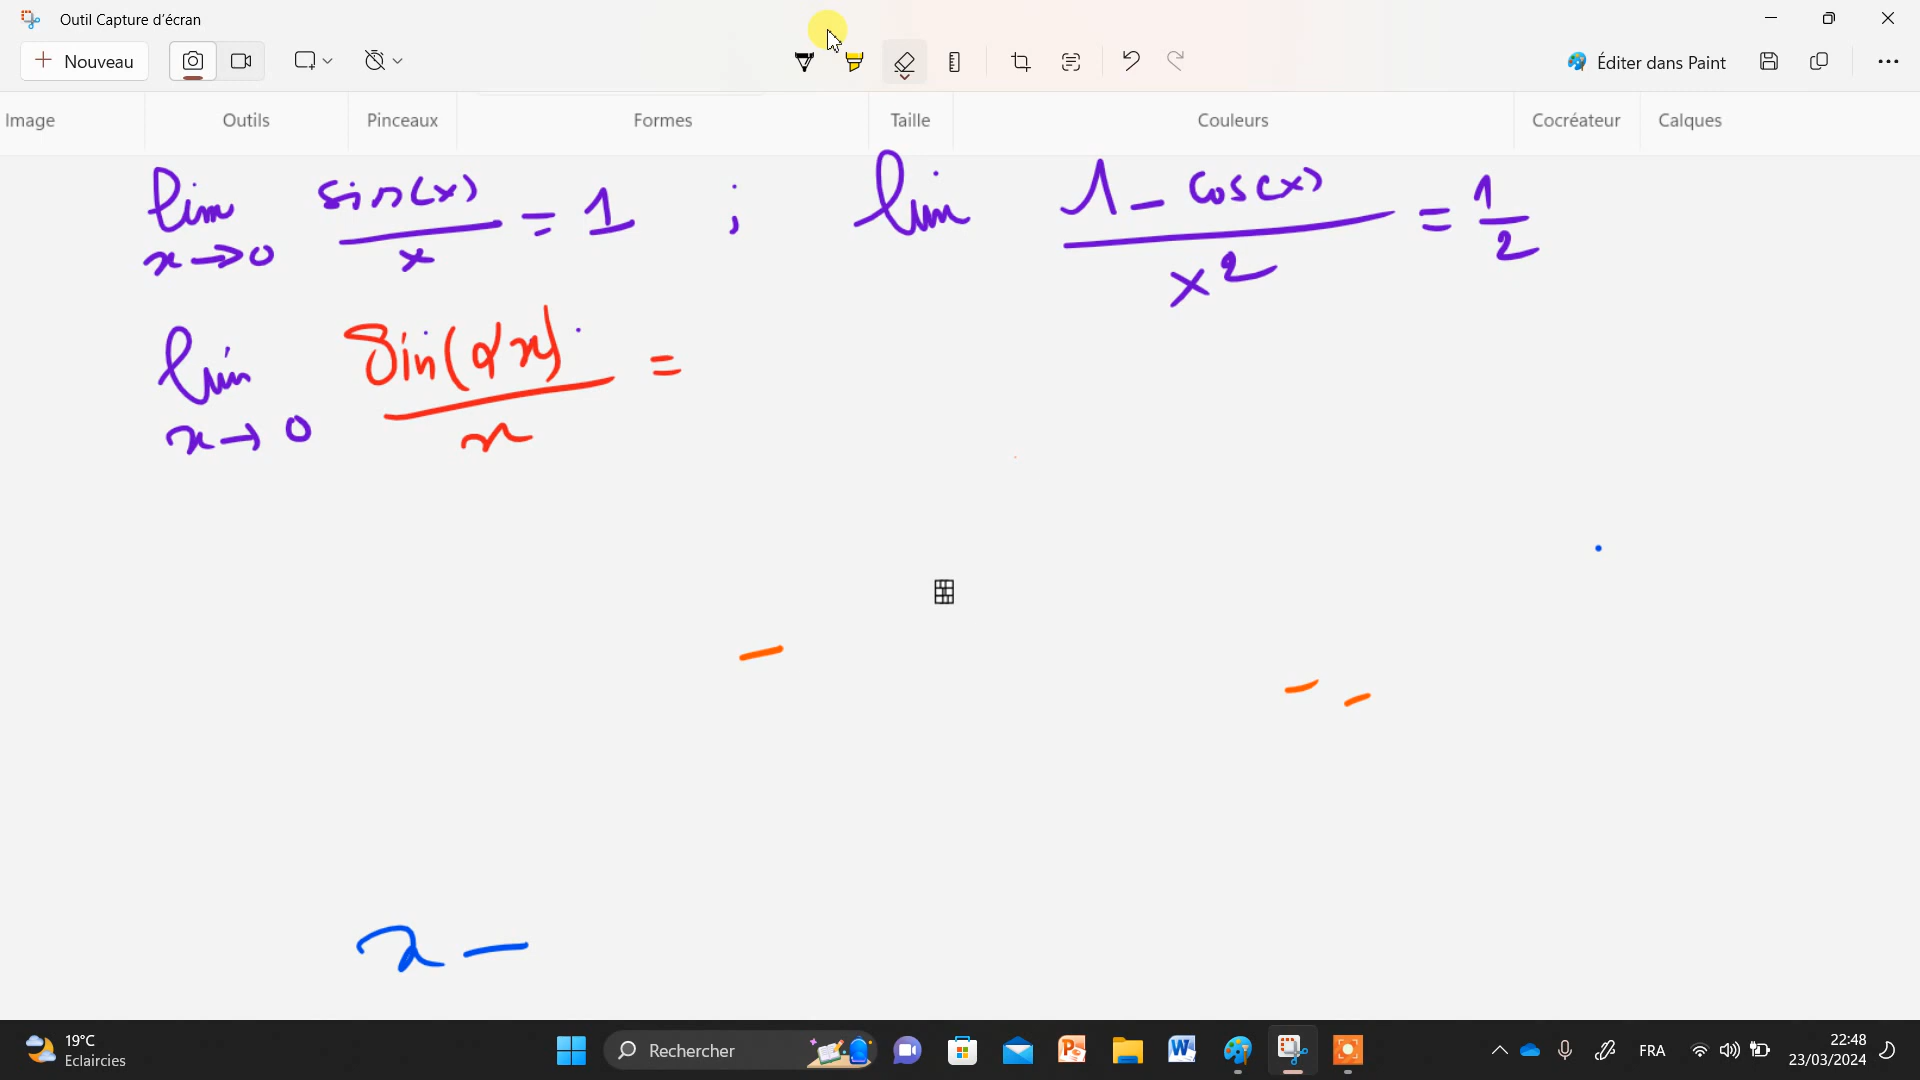 Outil Capture d'écran
Nouveau
Éditer dans Paint
Image Outils Pinceaux Formes Taille Couleurs Cocréateur Calques
lim x→0 sin(x)/x = 1 ; lim 1 - cos(x)/x² = 1/2
lim x→0 sin(αx)/x =
x -
19°C
Eclaircies
Rechercher
FRA
22:48
23/03/2024